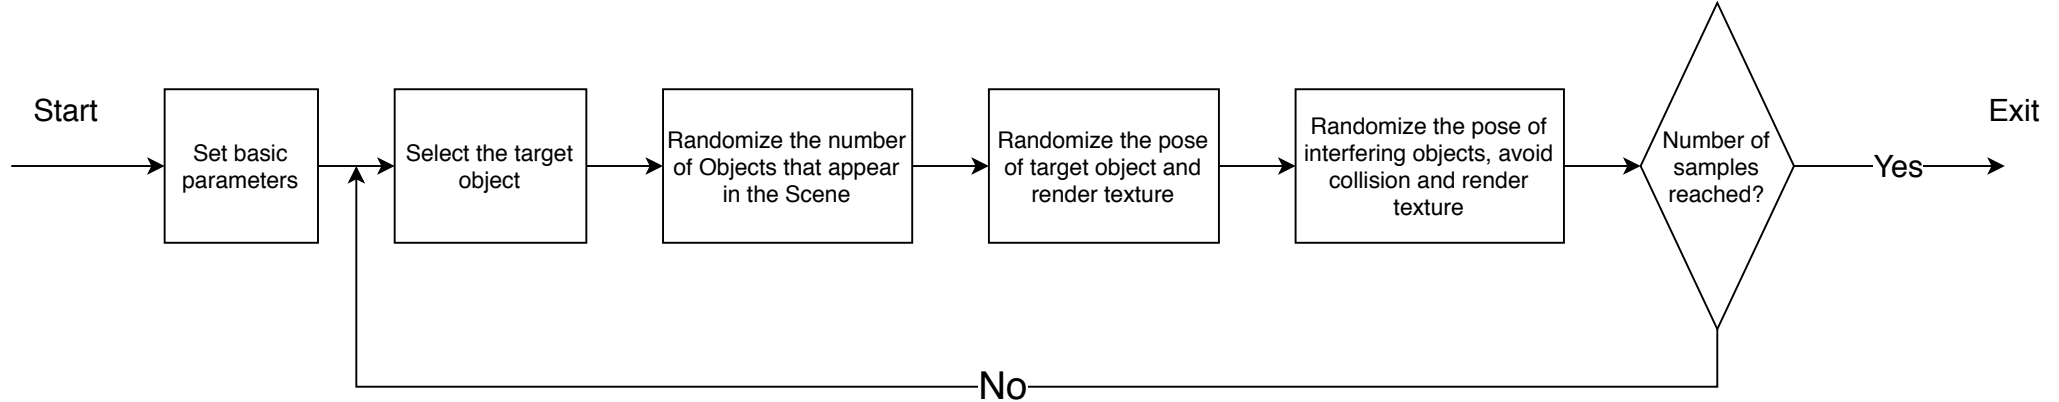 Start
Set basic
parameters
Select the target
object
Randomize the number
of Objects that appear
in the Scene
Randomize the pose
of target object and
render texture
Randomize the pose of
interfering objects, avoid
collision and render
texture
Number of
samples
reached?
Yes
Exit
No